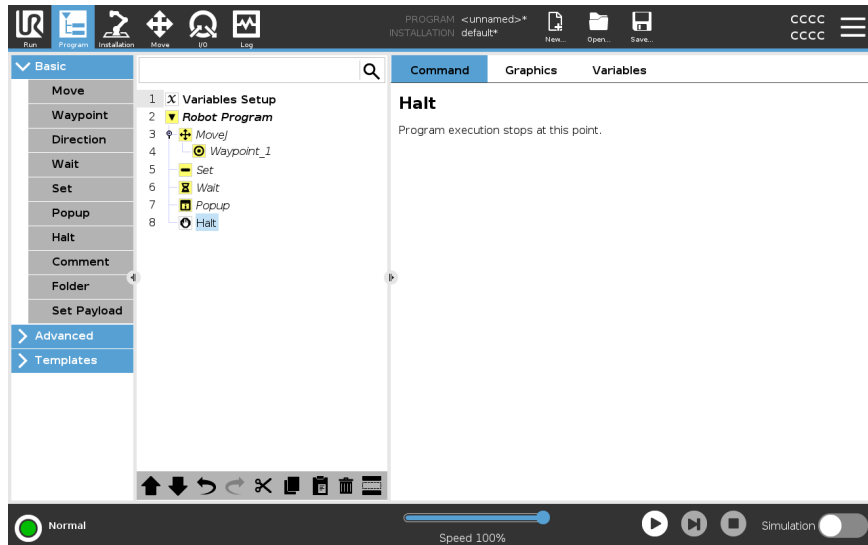 UR
PROGRAM <unnamed>*
INSTALLATION default*
CCCC
CCCC
Run
Program
Installation
Move
I/O
Log
New...
Open...
Save...
Basic
Move
Waypoint
Direction
Wait
Set
Popup
Halt
Comment
Folder
Set Payload
Advanced
Templates
1 X Variables Setup
2 Robot Program
3 MoveJ
4 Waypoint_1
5 Set
6 Wait
7 Popup
8 Halt
Command
Graphics
Variables
Halt
Program execution stops at this point.
Normal
Speed 100%
Simulation